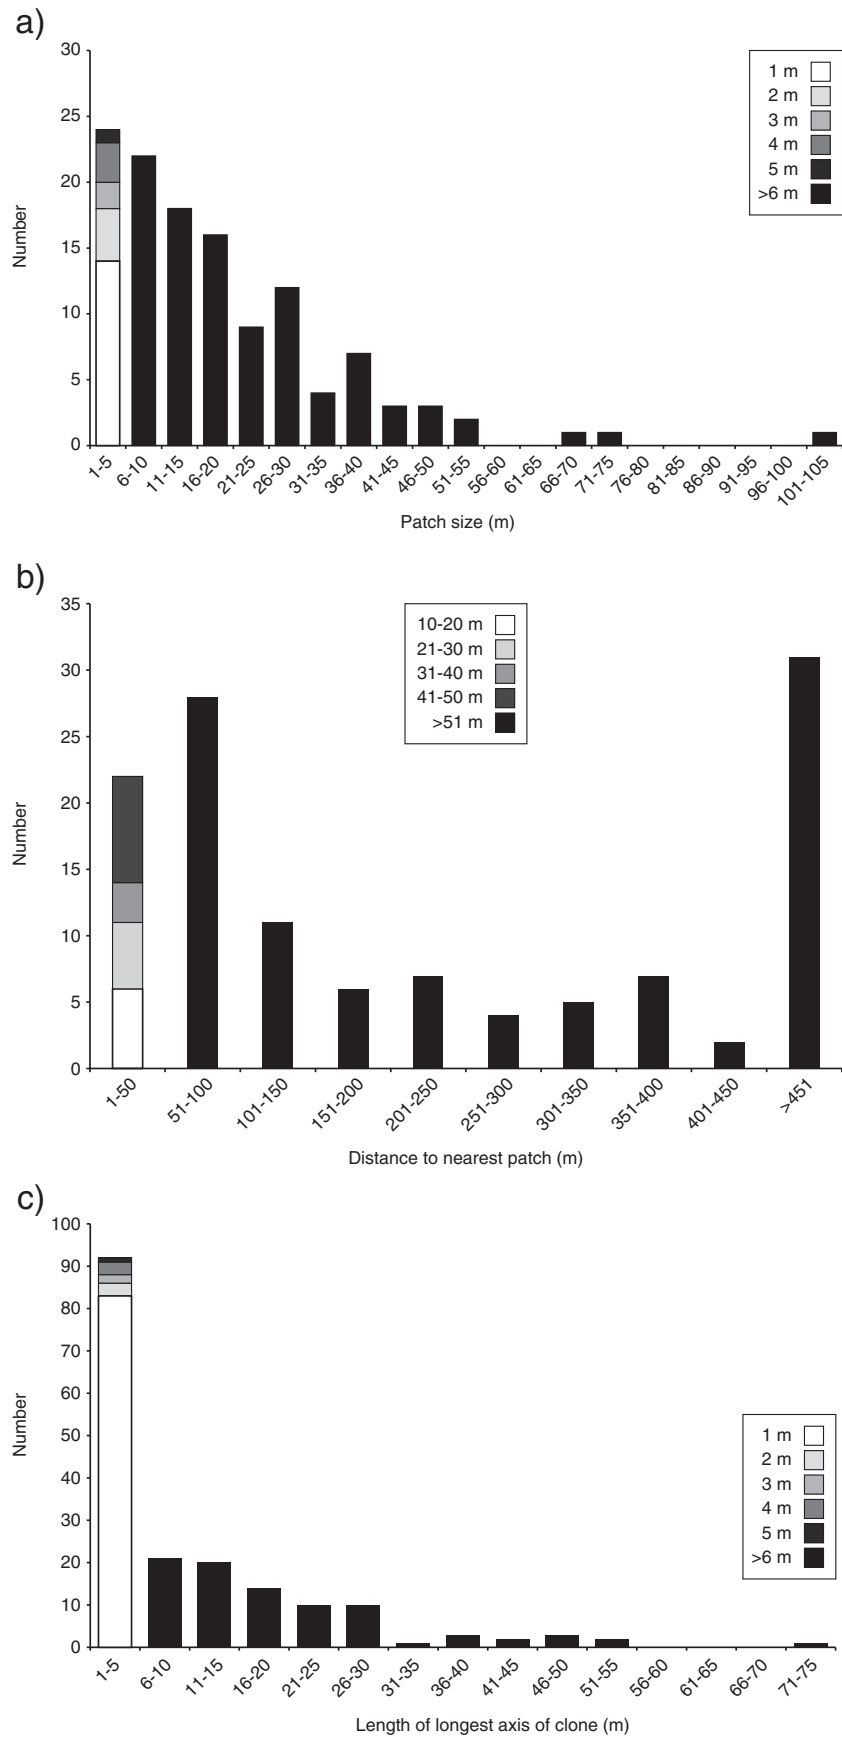 a)
30
25
20
15
10
5
0
Number
1 m
2 m
3 m
4 m
5 m
>6 m
1-5
6-10
11-15
16-20
21-25
26-30
31-35
36-40
41-45
46-50
51-55
56-60
61-65
66-70
71-75
76-80
81-85
86-90
91-95
96-100
101-105
Patch size (m)
b)
35
30
25
20
15
10
5
0
Number
10-20 m
21-30 m
31-40 m
41-50 m
>51 m
1-50
51-100
101-150
151-200
201-250
251-300
301-350
351-400
401-450
>451
Distance to nearest patch (m)
c)
100
90
80
70
60
50
40
30
20
10
0
Number
1 m
2 m
3 m
4 m
5 m
>6 m
1-5
6-10
11-15
16-20
21-25
26-30
31-35
36-40
41-45
46-50
51-55
56-60
61-65
66-70
71-75
Length of longest axis of clone (m)